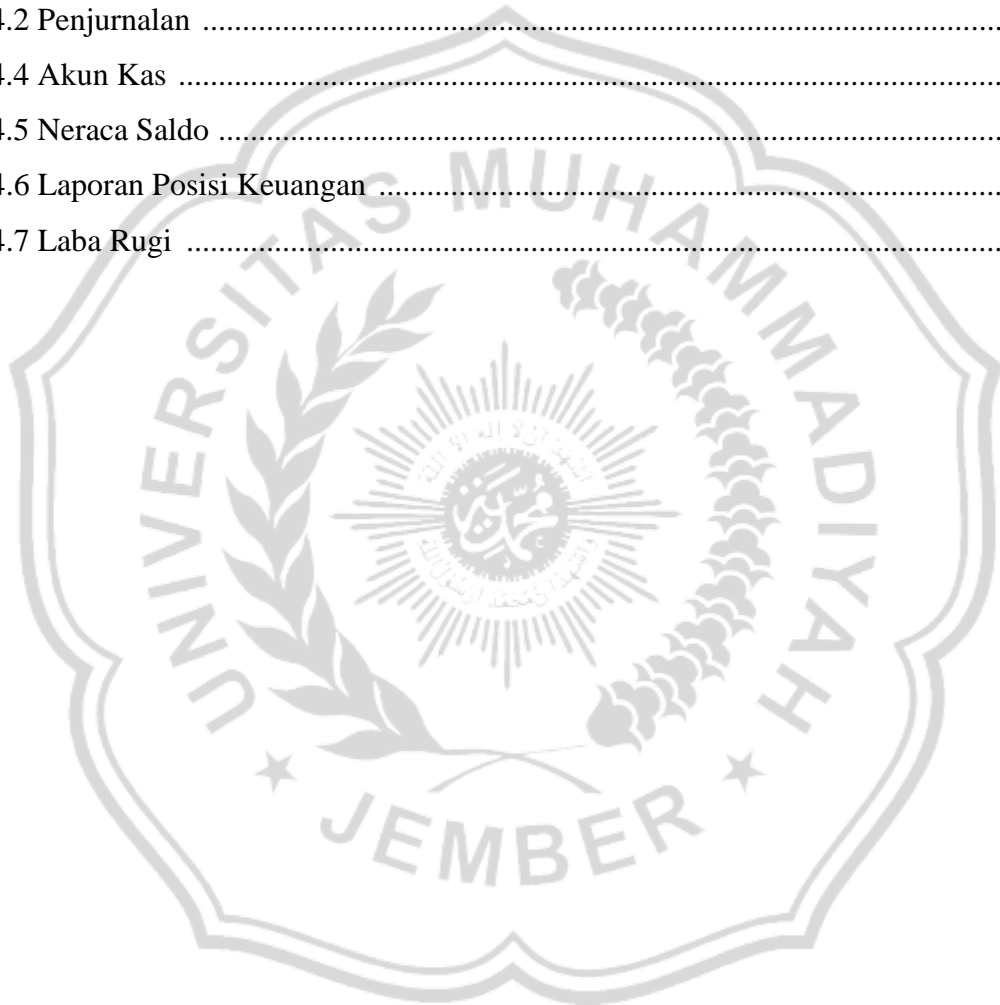 4.2 Penjurnalan ....................................................................................................
4.4 Akun Kas .......................................................................................................
4.5 Neraca Saldo ..................................................................................................
4.6 Laporan Posisi Keuangan ..............................................................................
4.7 Laba Rugi ......................................................................................................
UNIVERSITAS MUHAMMADIYAH
JEMBER